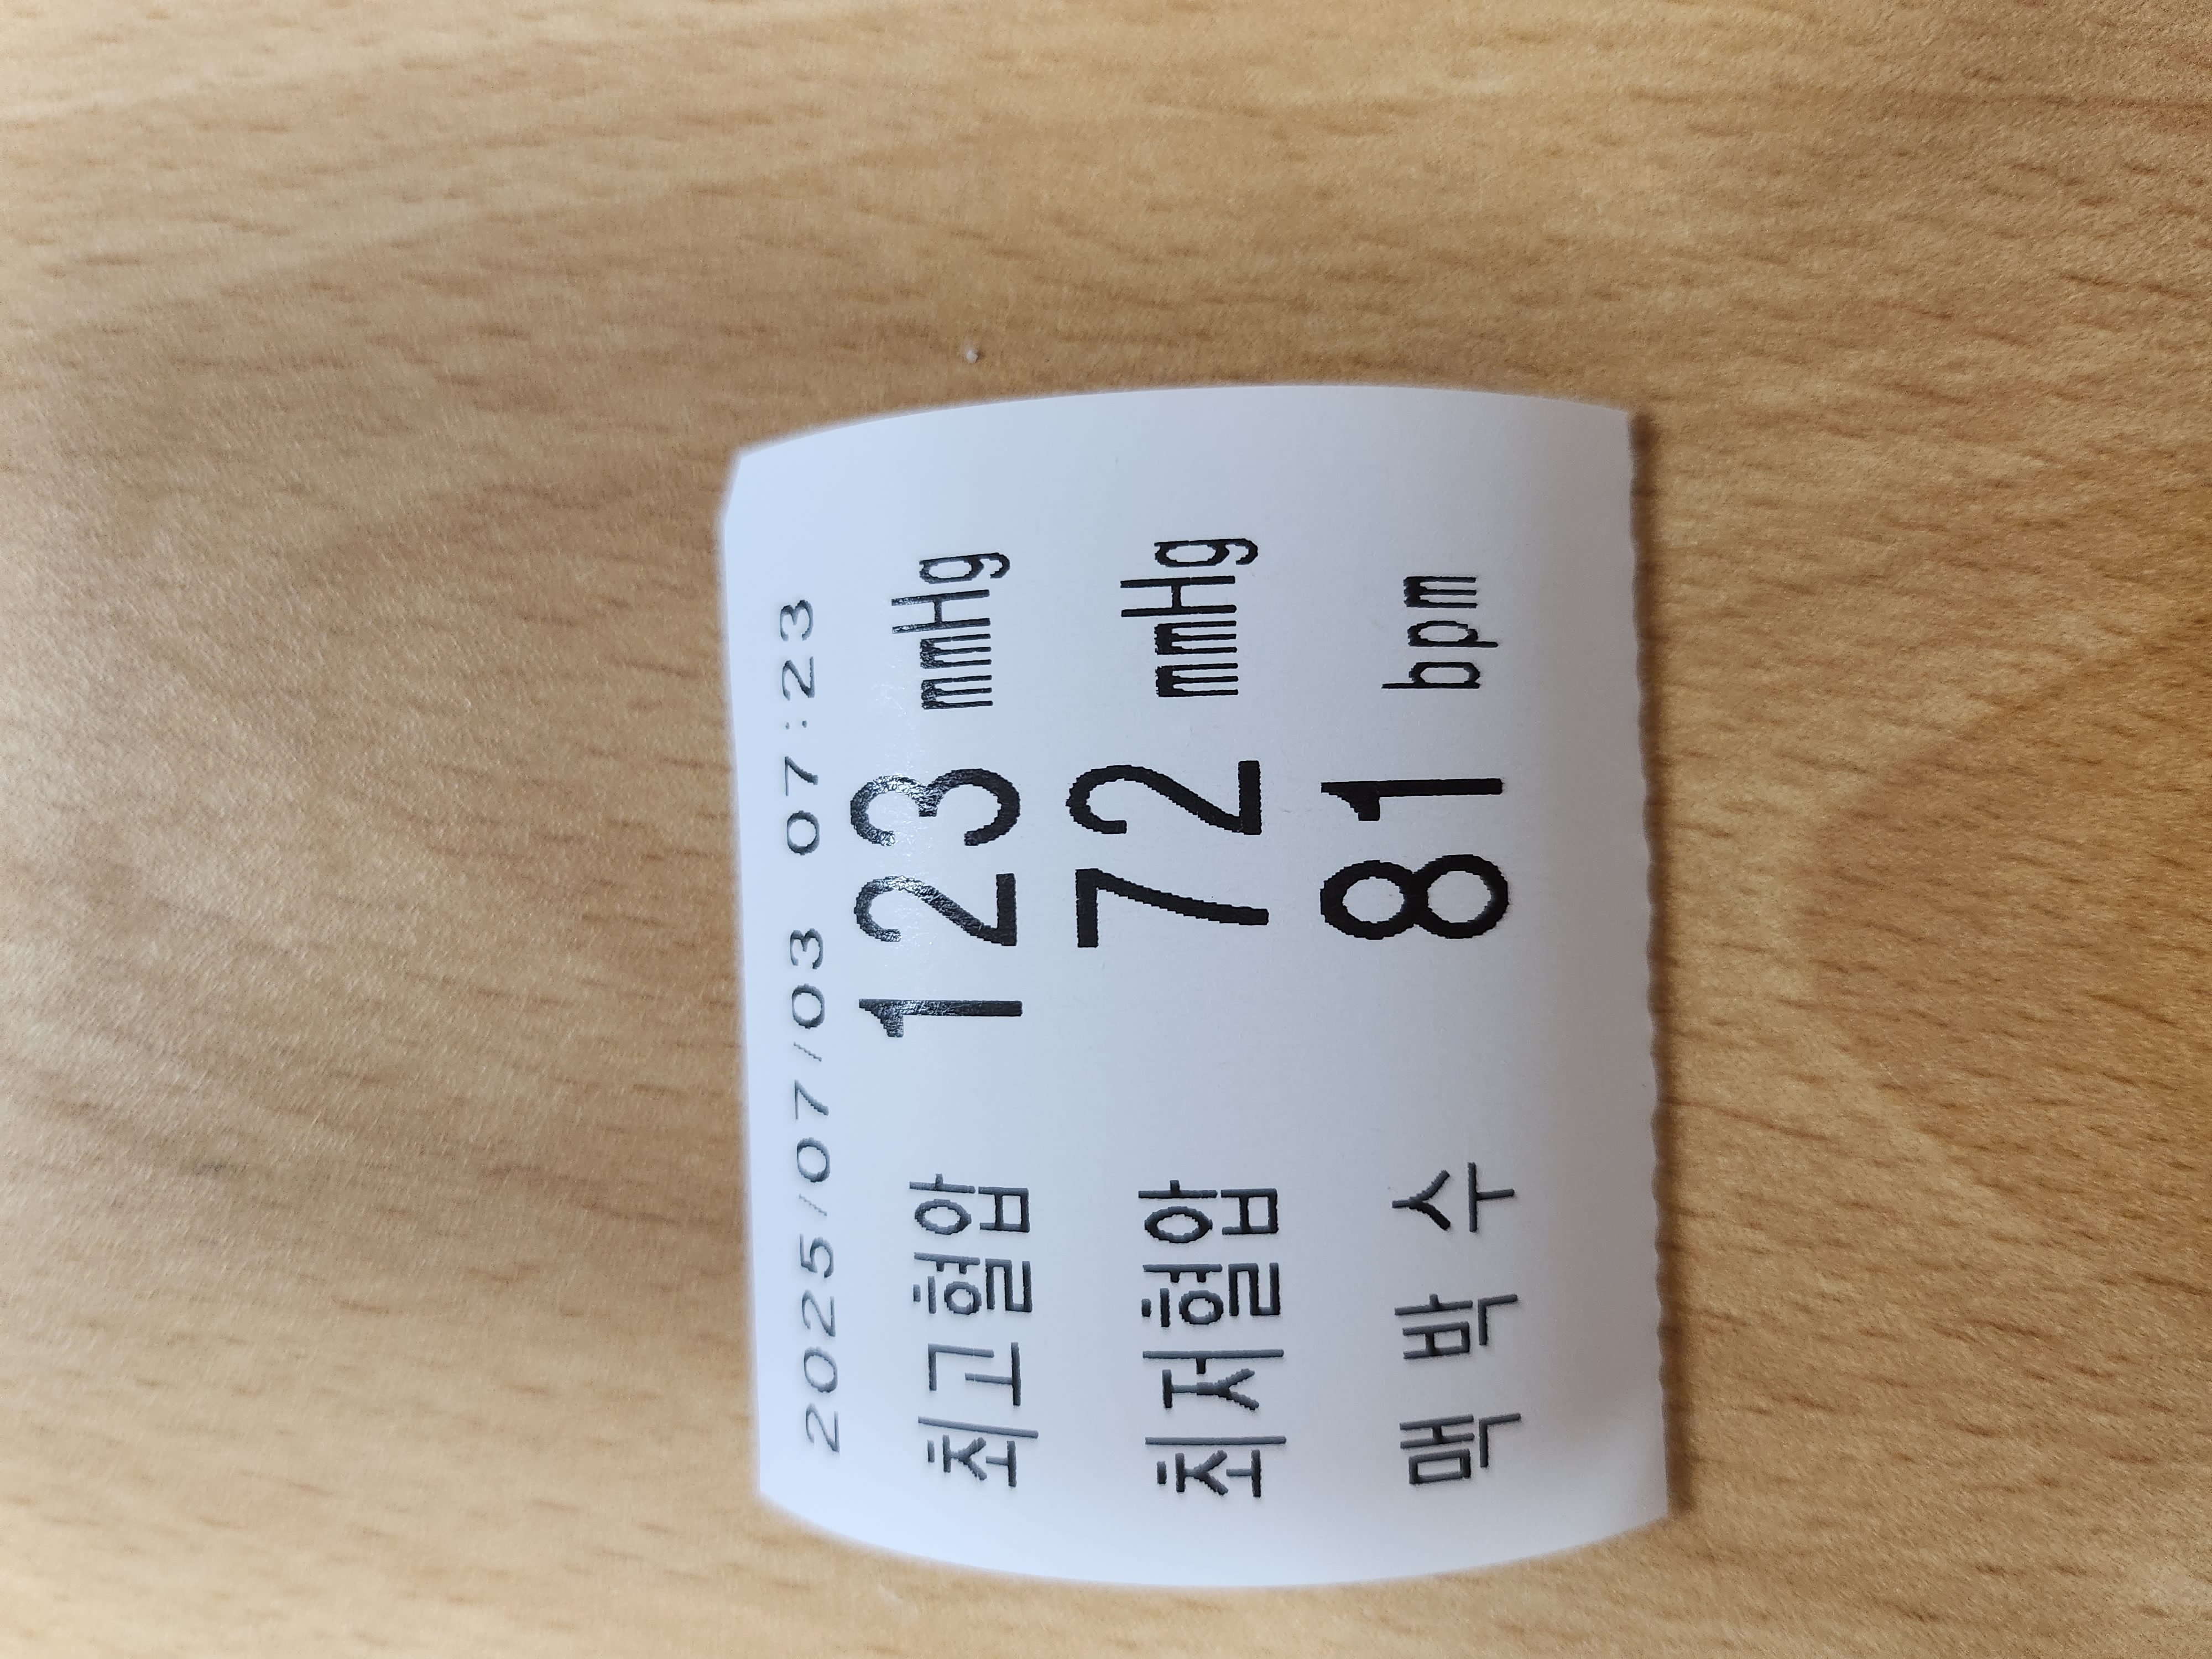 2025/07/03 07:23
최고혈압 123 mmHg
최저혈압 72 mmHg
맥 박 수 81 bpm